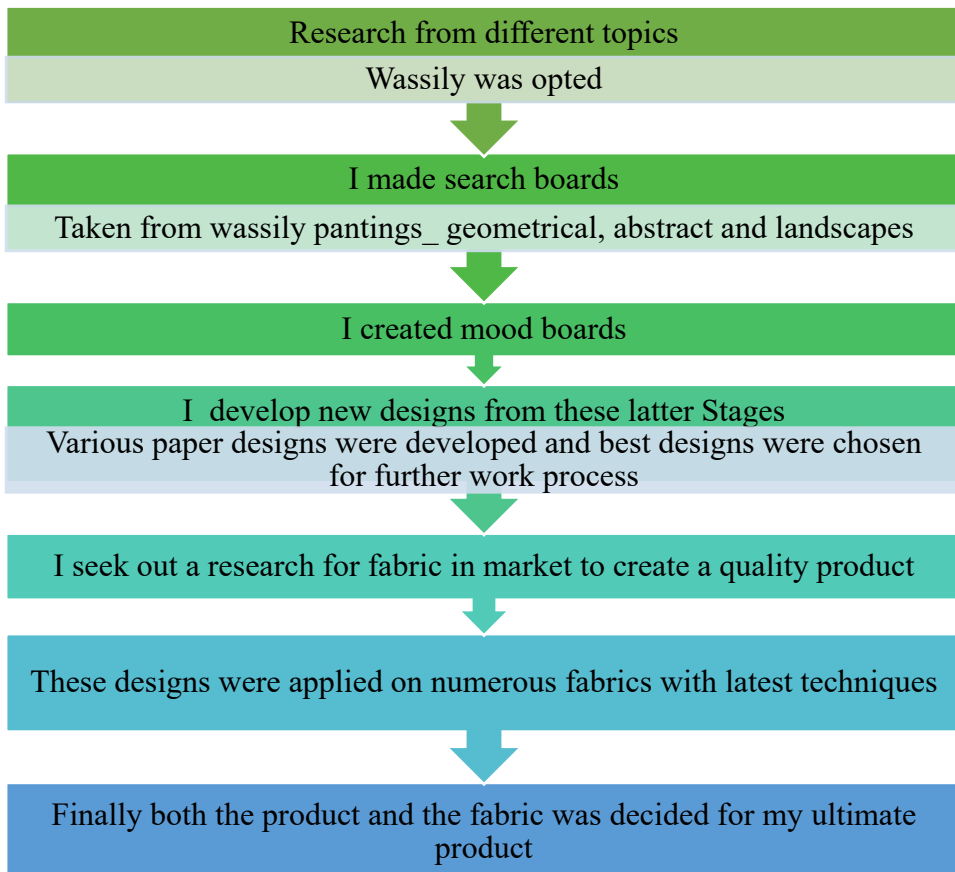 Research from different topics
Wassily was opted
I made search boards
Taken from wassily pantings_ geometrical, abstract and landscapes
I created mood boards
I  develop new designs from these latter Stages
Various paper designs were developed and best designs were chosen
for further work process
I seek out a research for fabric in market to create a quality product
These designs were applied on numerous fabrics with latest techniques
Finally both the product and the fabric was decided for my ultimate
product